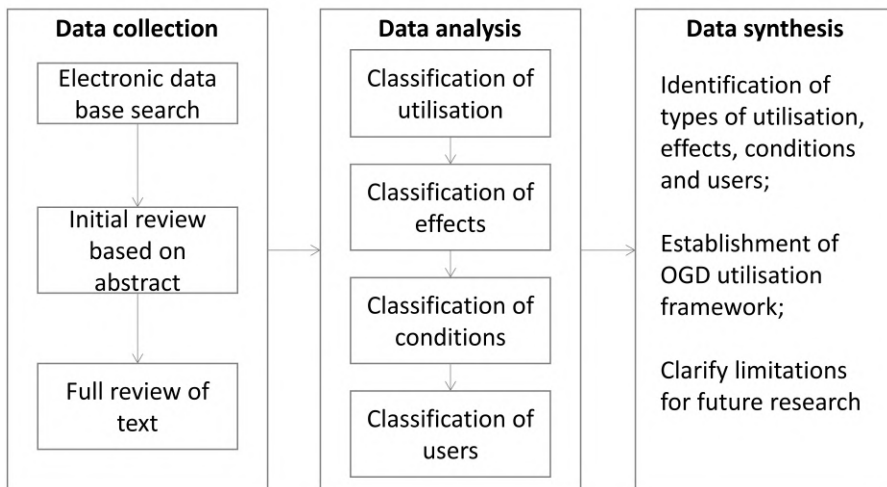 Data collection
Electronic data
base search
Initial review
based on
abstract
Full review of
text
Data analysis
Classification of
utilisation
Classification of
effects
Classification of
conditions
Classification of
users
Data synthesis
Identification of
types of utilisation,
effects, conditions
and users;
Establishment of
OGD utilisation
framework;
Clarify limitations
for future research